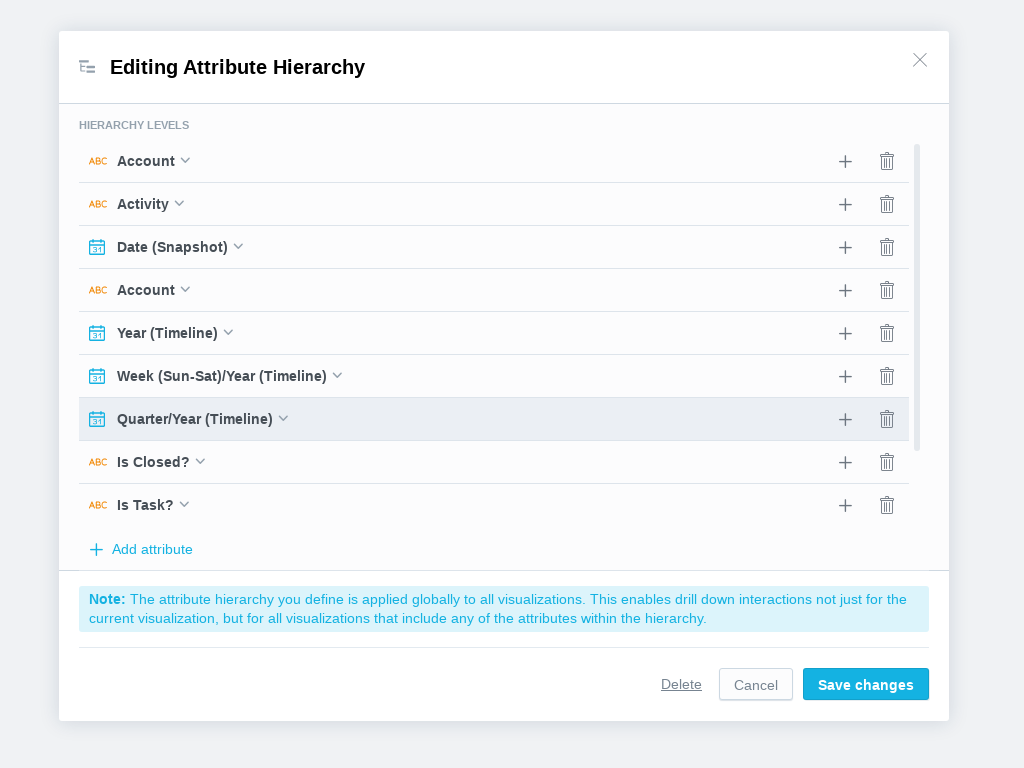 Editing Attribute Hierarchy
HIERARCHY LEVELS
ABC Account
ABC Activity
31 Date (Snapshot)
ABC Account
31 Year (Timeline)
31 Week (Sun-Sat)/Year (Timeline)
31 Quarter/Year (Timeline)
ABC Is Closed?
ABC Is Task?
Add attribute
Note: The attribute hierarchy you define is applied globally to all visualizations. This enables drill down interactions not just for the
current visualization, but for all visualizations that include any of the attributes within the hierarchy.
Delete Cancel Save changes